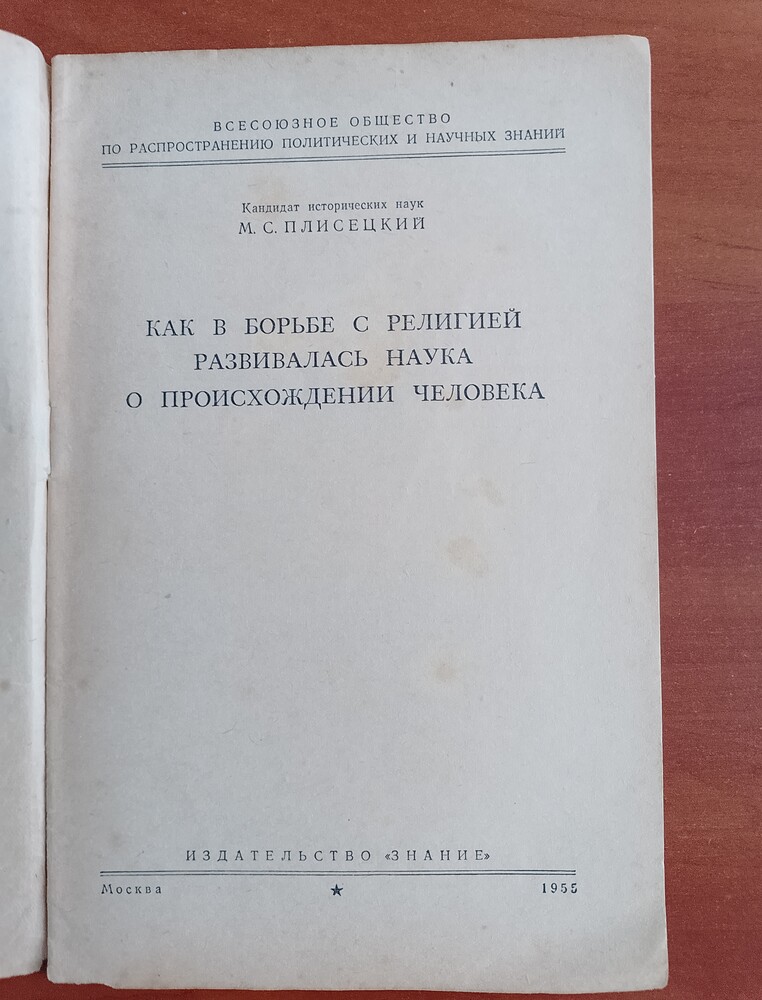 ВСЕСОЮЗНОЕ ОБЩЕСТВО
ПО РАСПРОСТРАНЕНИЮ ПОЛИТИЧЕСКИХ И НАУЧНЫХ ЗНАНИЙ
Кандидат исторических наук
М. С. ПЛИСЕЦКИЙ
КАК В БОРЬБЕ С РЕЛИГИЕЙ
РАЗВИВАЛАСЬ НАУКА
О ПРОИСХОЖДЕНИИ ЧЕЛОВЕКА
ИЗДАТЕЛЬСТВО «ЗНАНИЕ»
Москва ★ 1955